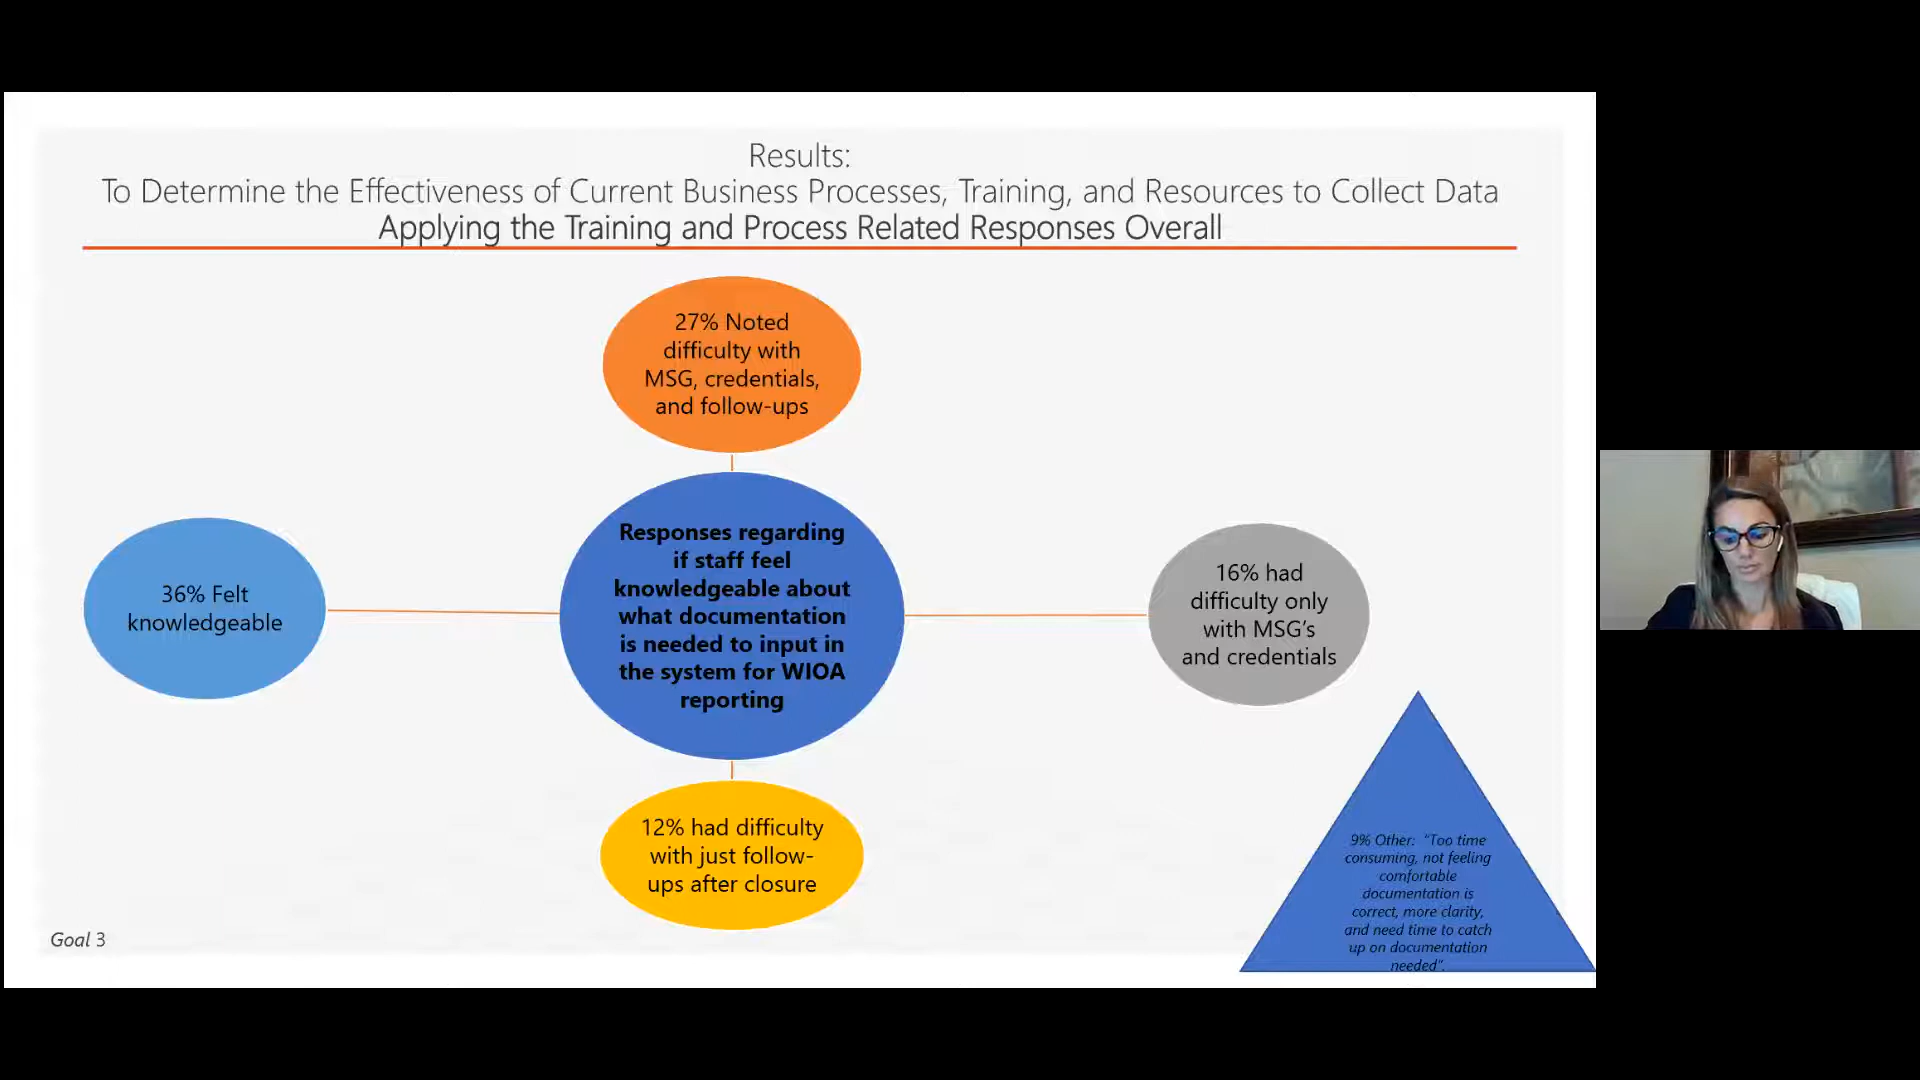 Results:
To Determine the Effectiveness of Current Business Processes, Training, and Resources to Collect Data
Applying the Training and Process Related Responses Overall
27% Noted
difficulty with
MSG, credentials,
and follow-ups
36% Felt
knowledgeable
Responses regarding
if staff feel
knowledgeable about
what documentation
is needed to input in
the system for WIOA
reporting
16% had
difficulty only
with MSG's
and credentials
12% had difficulty
with just follow-
ups after closure
9% Other: "Too time
consuming, not feeling
comfortable
documentation is
correct, more clarity,
and need time to catch
up on documentation
needed".
Goal 3